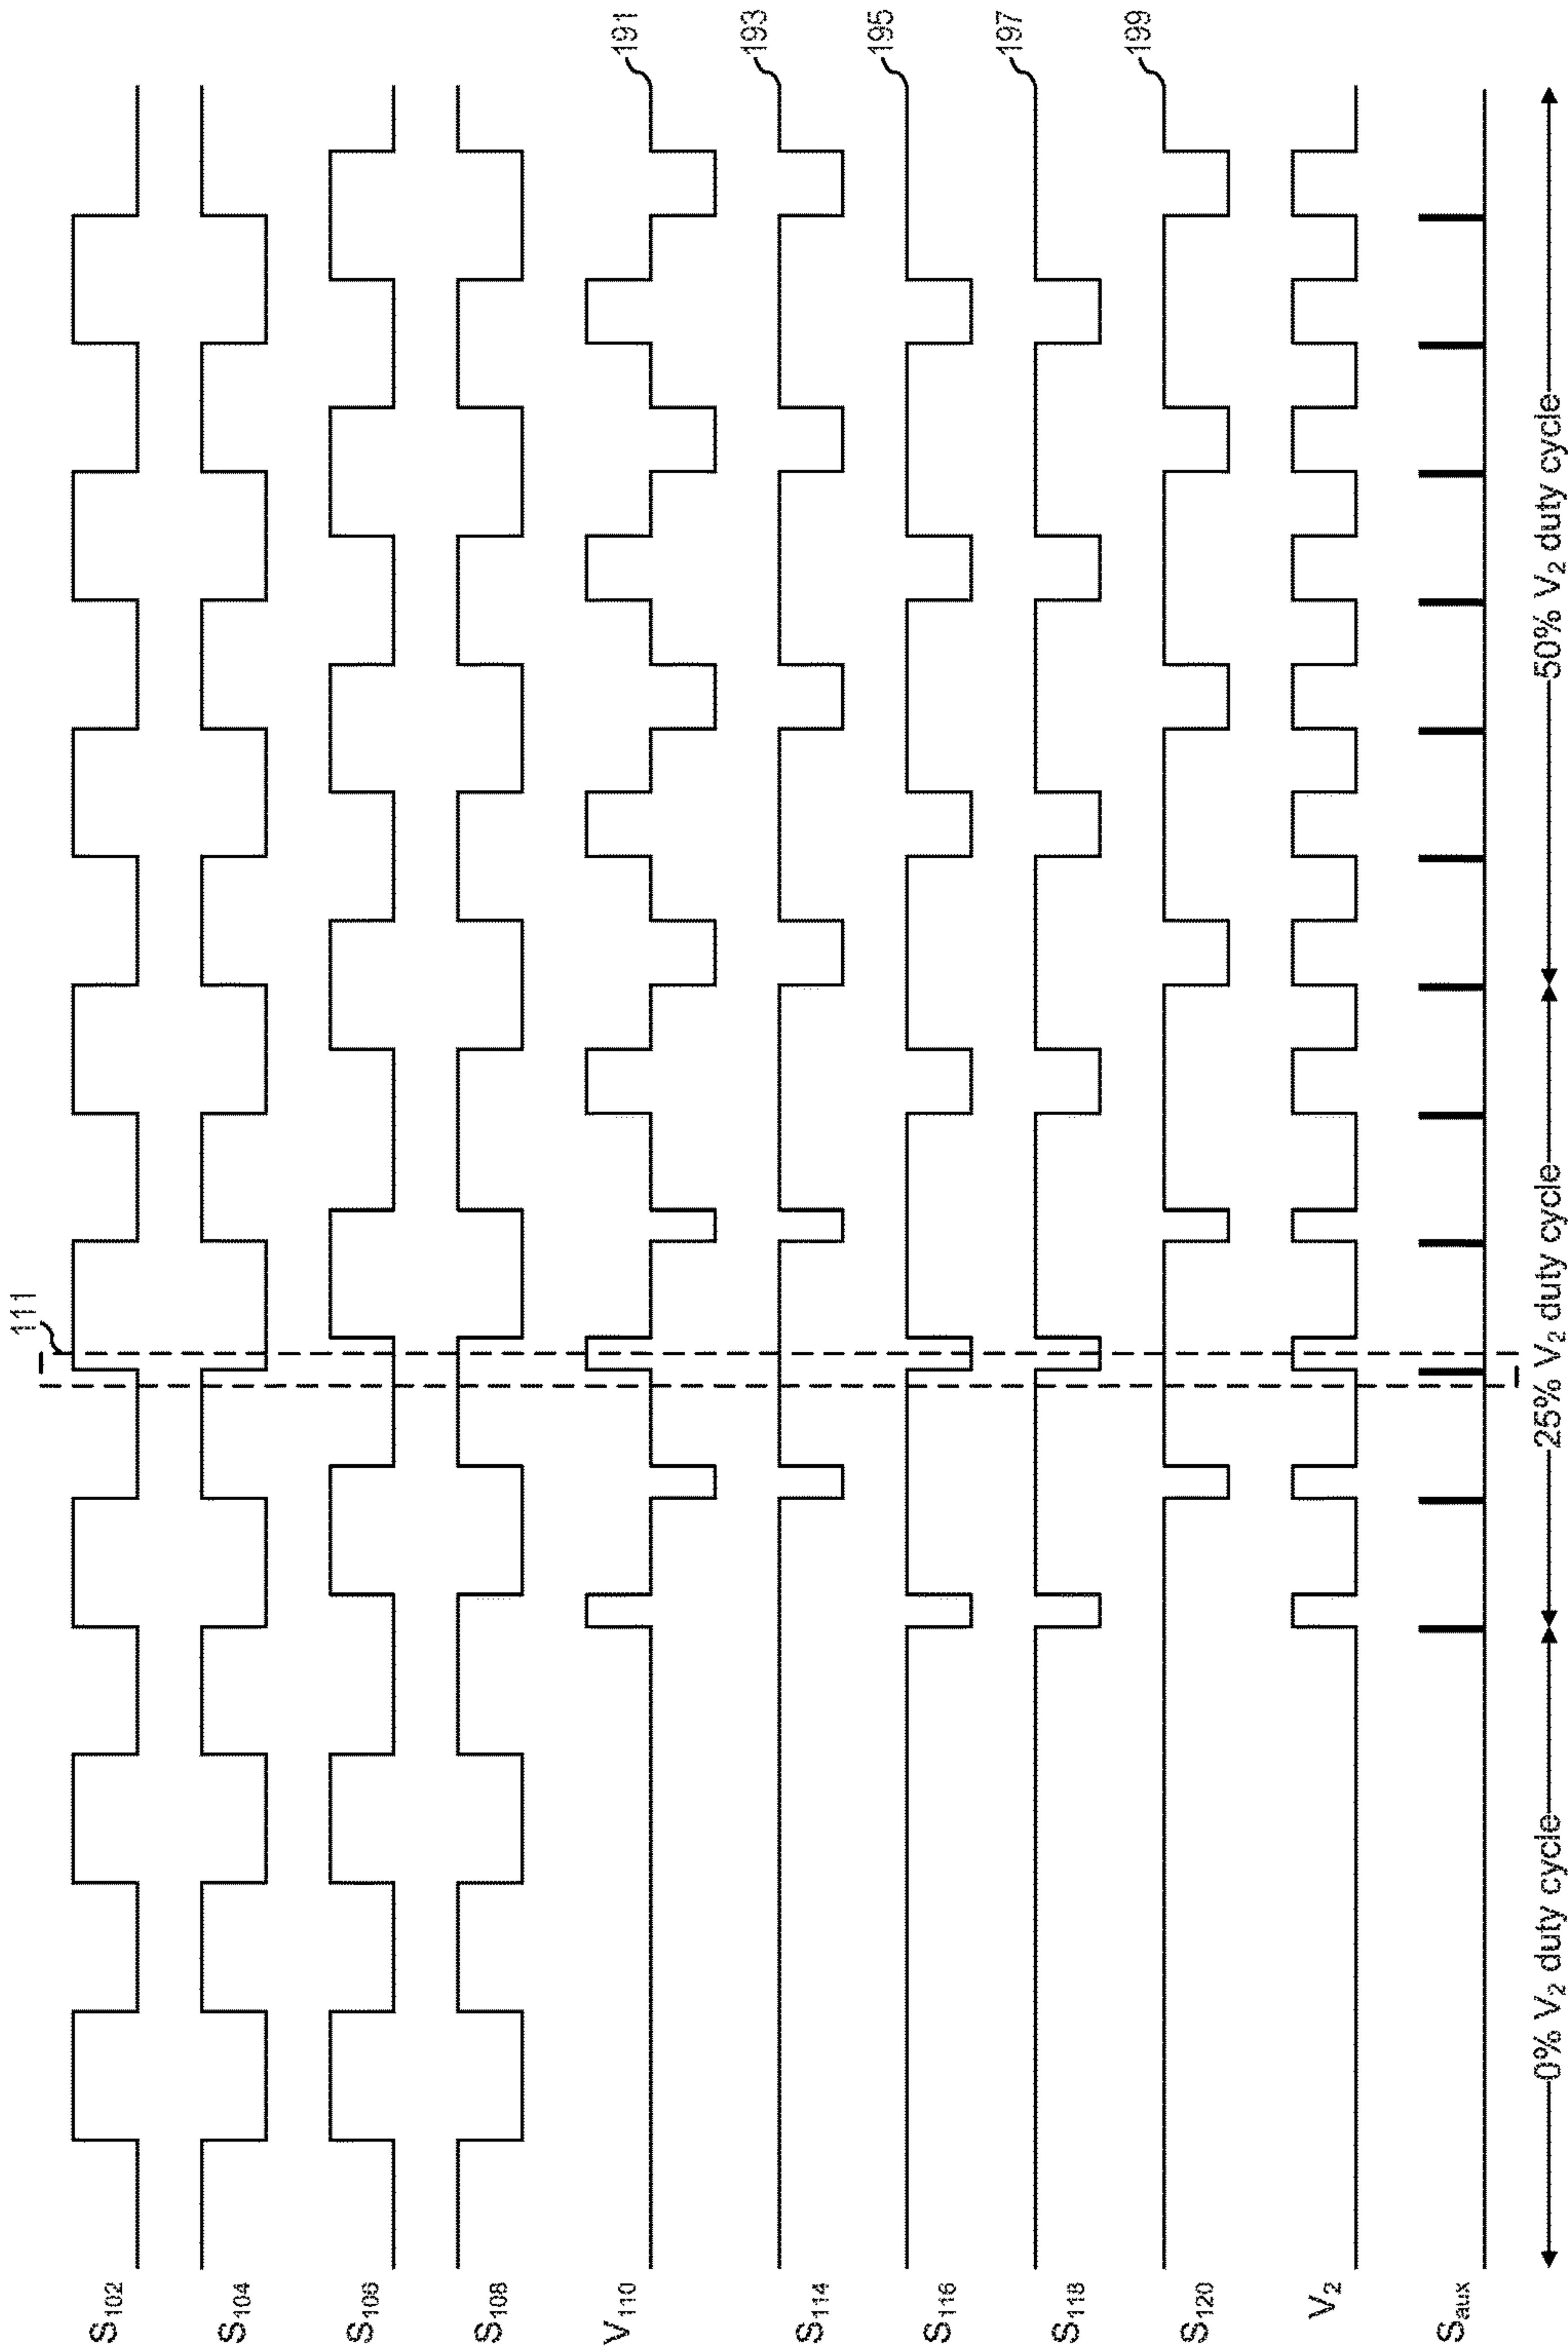 111
S102
S104
S106
S108
V110
191
S114
193
S116
195
S118
197
S120
199
V2
Saux
0% V2 duty cycle
25% V2 duty cycle
50% V2 duty cycle